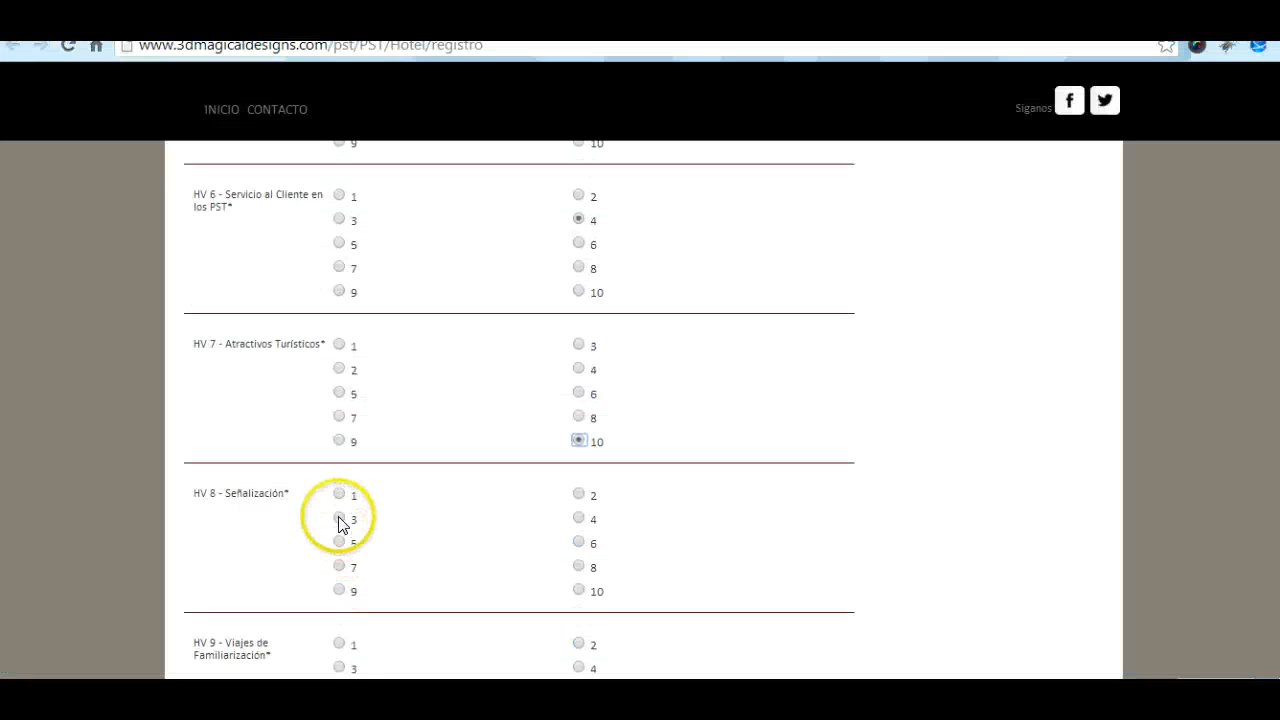 www.3dmagicaldesigns.com/pst/PST/Hotel/registro
INICIO CONTACTO
Síganos
9 10
HV 6 - Servicio al Cliente en los PST*
1 2
3 4
5 6
7 8
9 10
HV 7 - Atractivos Turísticos*
1 3
2 4
5 6
7 8
9 10
HV 8 - Señalización*
1 2
3 4
5 6
7 8
9 10
HV 9 - Viajes de
Familiarización*
1 2
3 4